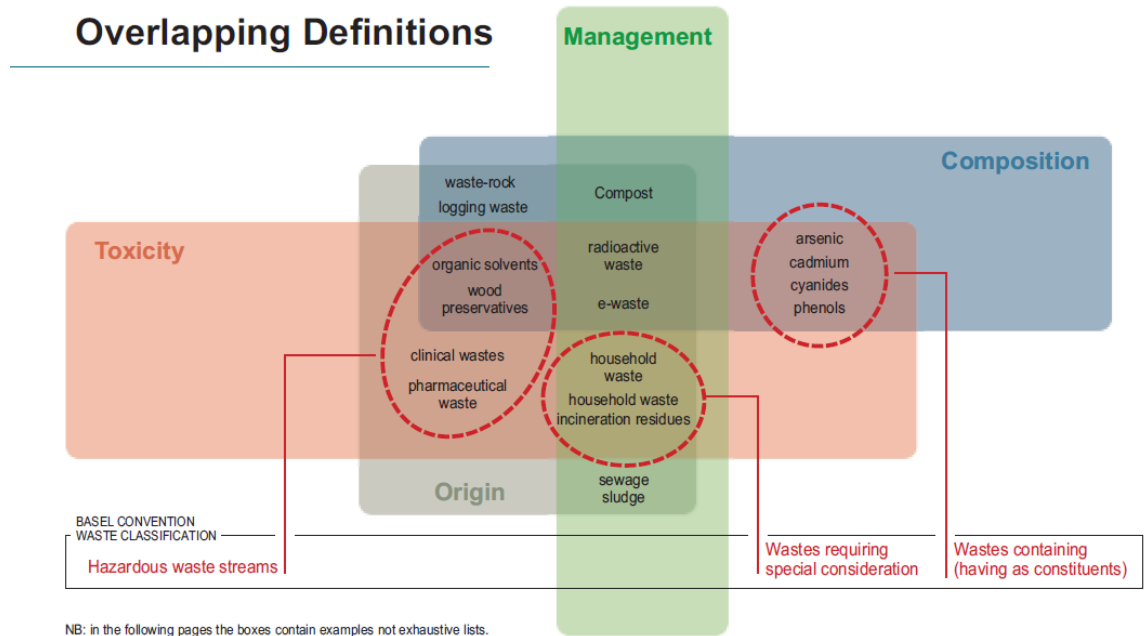 Overlapping Definitions
Management
Composition
waste-rock
logging waste
Compost
Toxicity
organic solvents
wood
preservatives
radioactive
waste
e-waste
arsenic
cadmium
cyanides
phenols
clinical wastes
pharmaceutical
waste
household
waste
household waste
incineration residues
Origin
sewage
sludge
BASEL CONVENTION
WASTE CLASSIFICATION
Hazardous waste streams
Wastes requiring
special consideration
Wastes containing
(having as constituents)
NB: in the following pages the boxes contain examples not exhaustive lists.